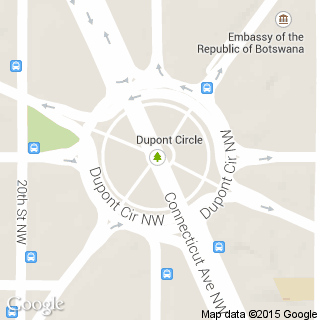 Embassy of the
Republic of Botswana
Dupont Circle
Dupont Cir NW
Dupont Cir NW
Connecticut Ave NW
20th St NW
Google
Map data ©2015 Google